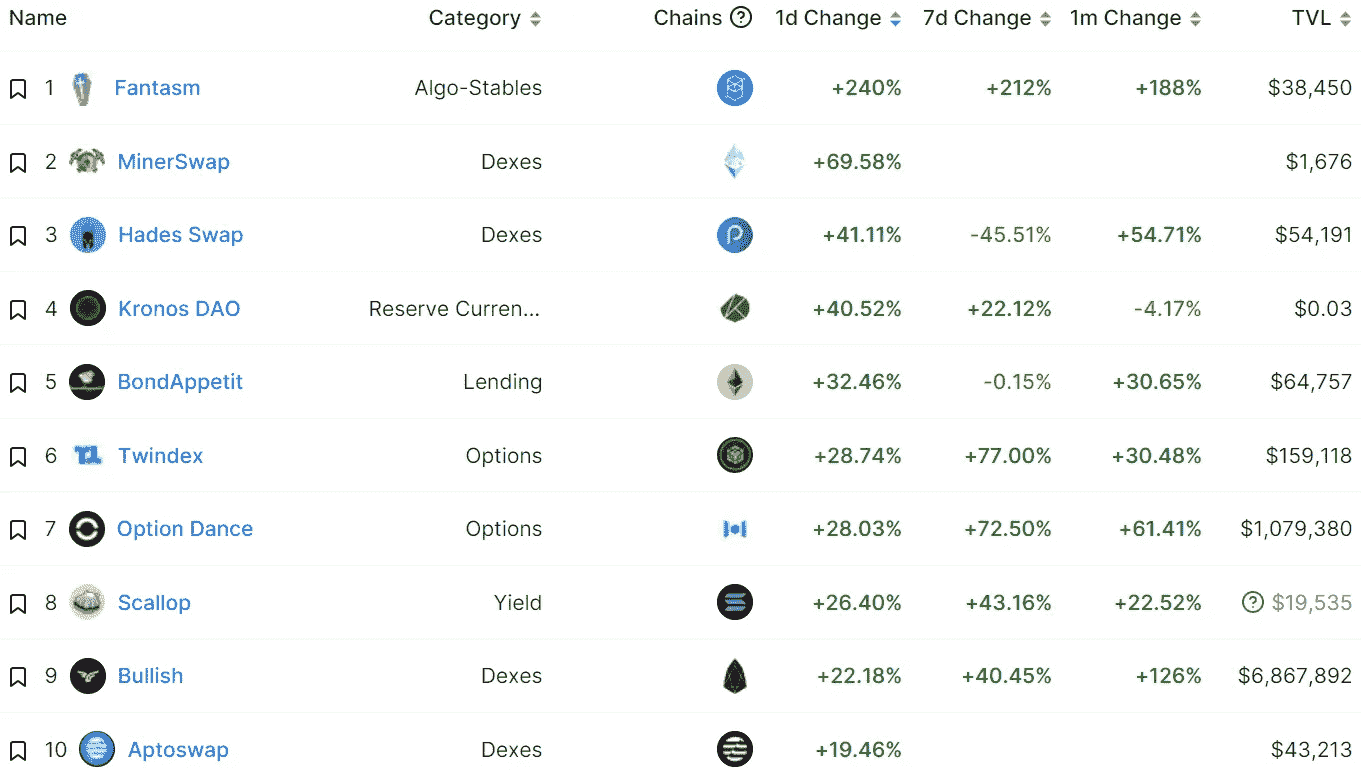 Name Category Chains ? 1d Change 7d Change 1m Change TVL
1 Fantasm Algo-Stables +240% +212% +188% $38,450
2 MinerSwap Dexes +69.58% $1,676
3 Hades Swap Dexes +41.11% -45.51% +54.71% $54,191
4 Kronos DAO Reserve Curren... +40.52% +22.12% -4.17% $0.03
5 BondAppetit Lending +32.46% -0.15% +30.65% $64,757
6 Twindex Options +28.74% +77.00% +30.48% $159,118
7 Option Dance Options +28.03% +72.50% +61.41% $1,079,380
8 Scallop Yield +26.40% +43.16% +22.52% ? $19,535
9 Bullish Dexes +22.18% +40.45% +126% $6,867,892
10 Aptoswap Dexes +19.46% $43,213